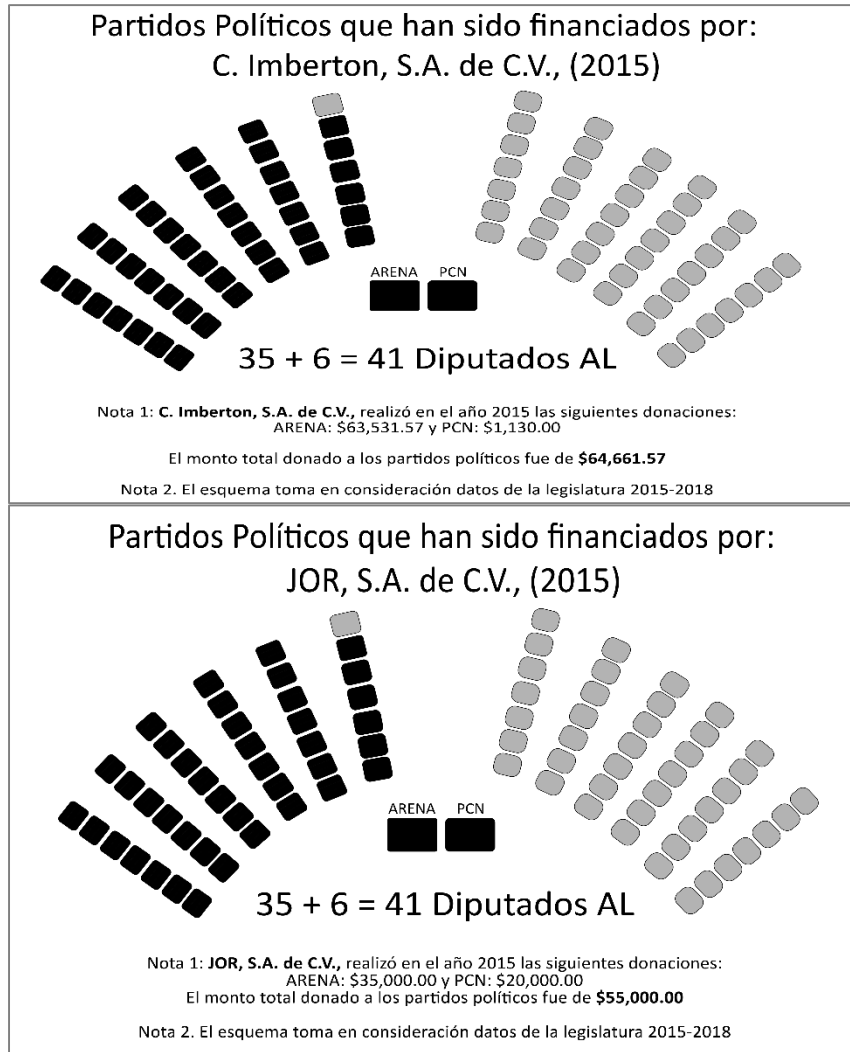 Partidos Políticos que han sido financiados por:
C. Imberton, S.A. de C.V., (2015)
ARENA PCN
35 + 6 = 41 Diputados AL
Nota 1: C. Imberton, S.A. de C.V., realizó en el año 2015 las siguientes donaciones:
ARENA: $63,531.57 y PCN: $1,130.00
El monto total donado a los partidos políticos fue de $64,661.57
Nota 2. El esquema toma en consideración datos de la legislatura 2015-2018
Partidos Políticos que han sido financiados por:
JOR, S.A. de C.V., (2015)
ARENA PCN
35 + 6 = 41 Diputados AL
Nota 1: JOR, S.A. de C.V., realizó en el año 2015 las siguientes donaciones:
ARENA: $35,000.00 y PCN: $20,000.00
El monto total donado a los partidos políticos fue de $55,000.00
Nota 2. El esquema toma en consideración datos de la legislatura 2015-2018